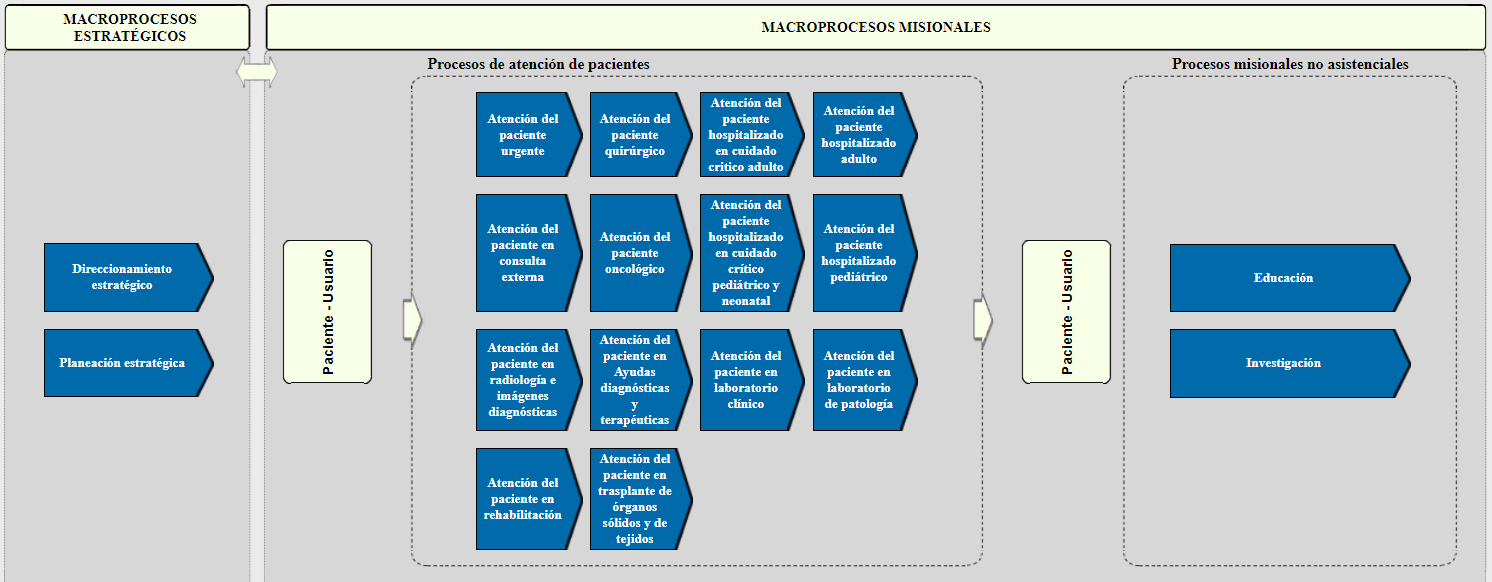 MACROPROCESOS
ESTRATÉGICOS
MACROPROCESOS MISIONALES
Procesos de atención de pacientes
Procesos misionales no asistenciales
Direccionamiento
estratégico
Planeación estratégica
Paciente - Usuario
Atención del
paciente
urgente
Atención del
paciente
quirúrgico
Atención del
paciente
hospitalizado
en cuidado
critico adulto
Atención del
paciente
hospitalizado
adulto
Atención del
paciente en
consulta
externa
Atención del
paciente
oncológico
Atención del
paciente
hospitalizado
en cuidado
crítico
pediátrico y
neonatal
Atención del
paciente
hospitalizado
pediátrico
Atención del
paciente en
radiología e
imágenes
diagnósticas
Atención del
paciente en
Ayudas
diagnósticas
y
terapéuticas
Atención del
paciente en
laboratorio
clínico
Atención del
paciente en
laboratorio
de patología
Atención del
paciente en
rehabilitación
Atención del
paciente en
trasplante de
órganos
sólidos y de
tejidos
Paciente - Usuario
Educación
Investigación